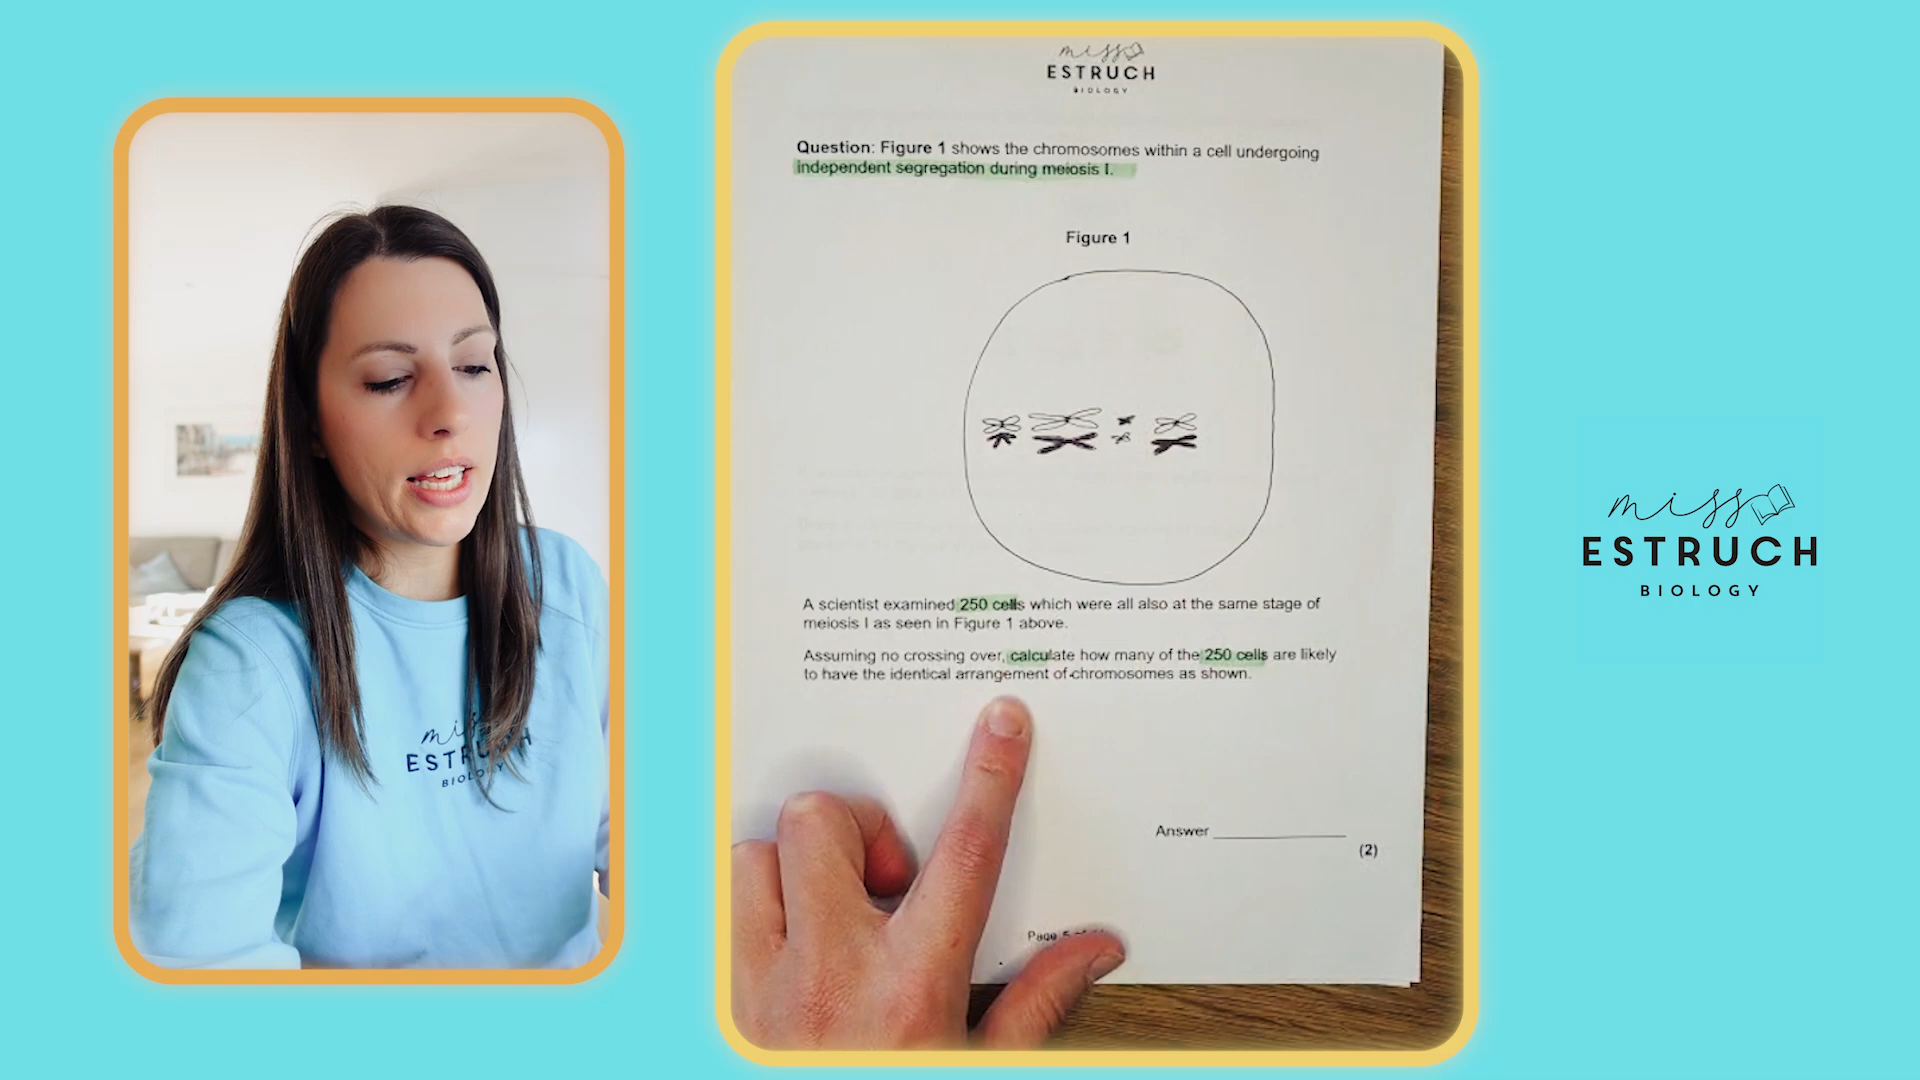 miss
ESTRUCH
BIOLOGY
Question: Figure 1 shows the chromosomes within a cell undergoing
independent segregation during meiosis I.
Figure 1
A scientist examined 250 cells which were all also at the same stage of
meiosis I as seen in Figure 1 above.
Assuming no crossing over, calculate how many of the 250 cells are likely
to have the identical arrangement of chromosomes as shown.
Answer
(2)
Page
miss
ESTRUCH
BIOLOGY
miss
ESTRUCH
BIOLOGY